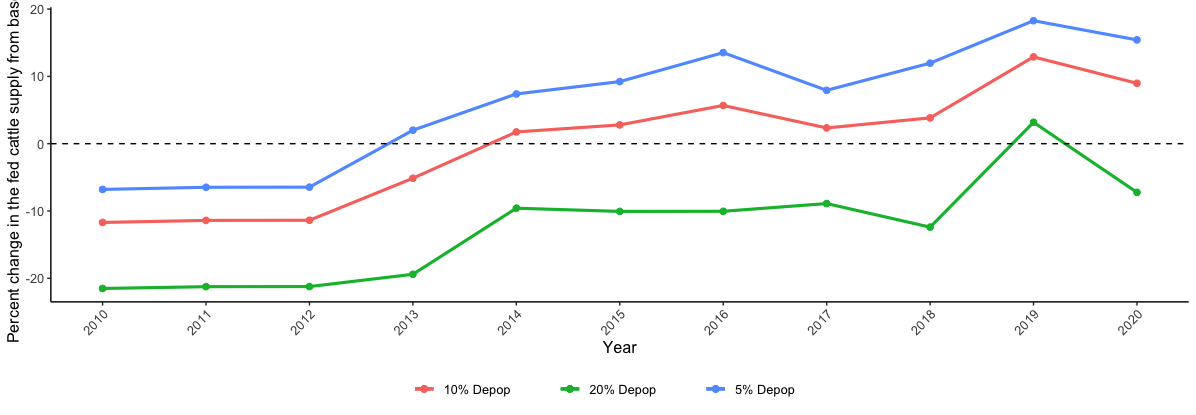 Percent change in the fed cattle supply from bas
20
10
0
-10
-20
2010 2011 2012 2013 2014 2015 2016 2017 2018 2019 2020
Year
10% Depop 20% Depop 5% Depop